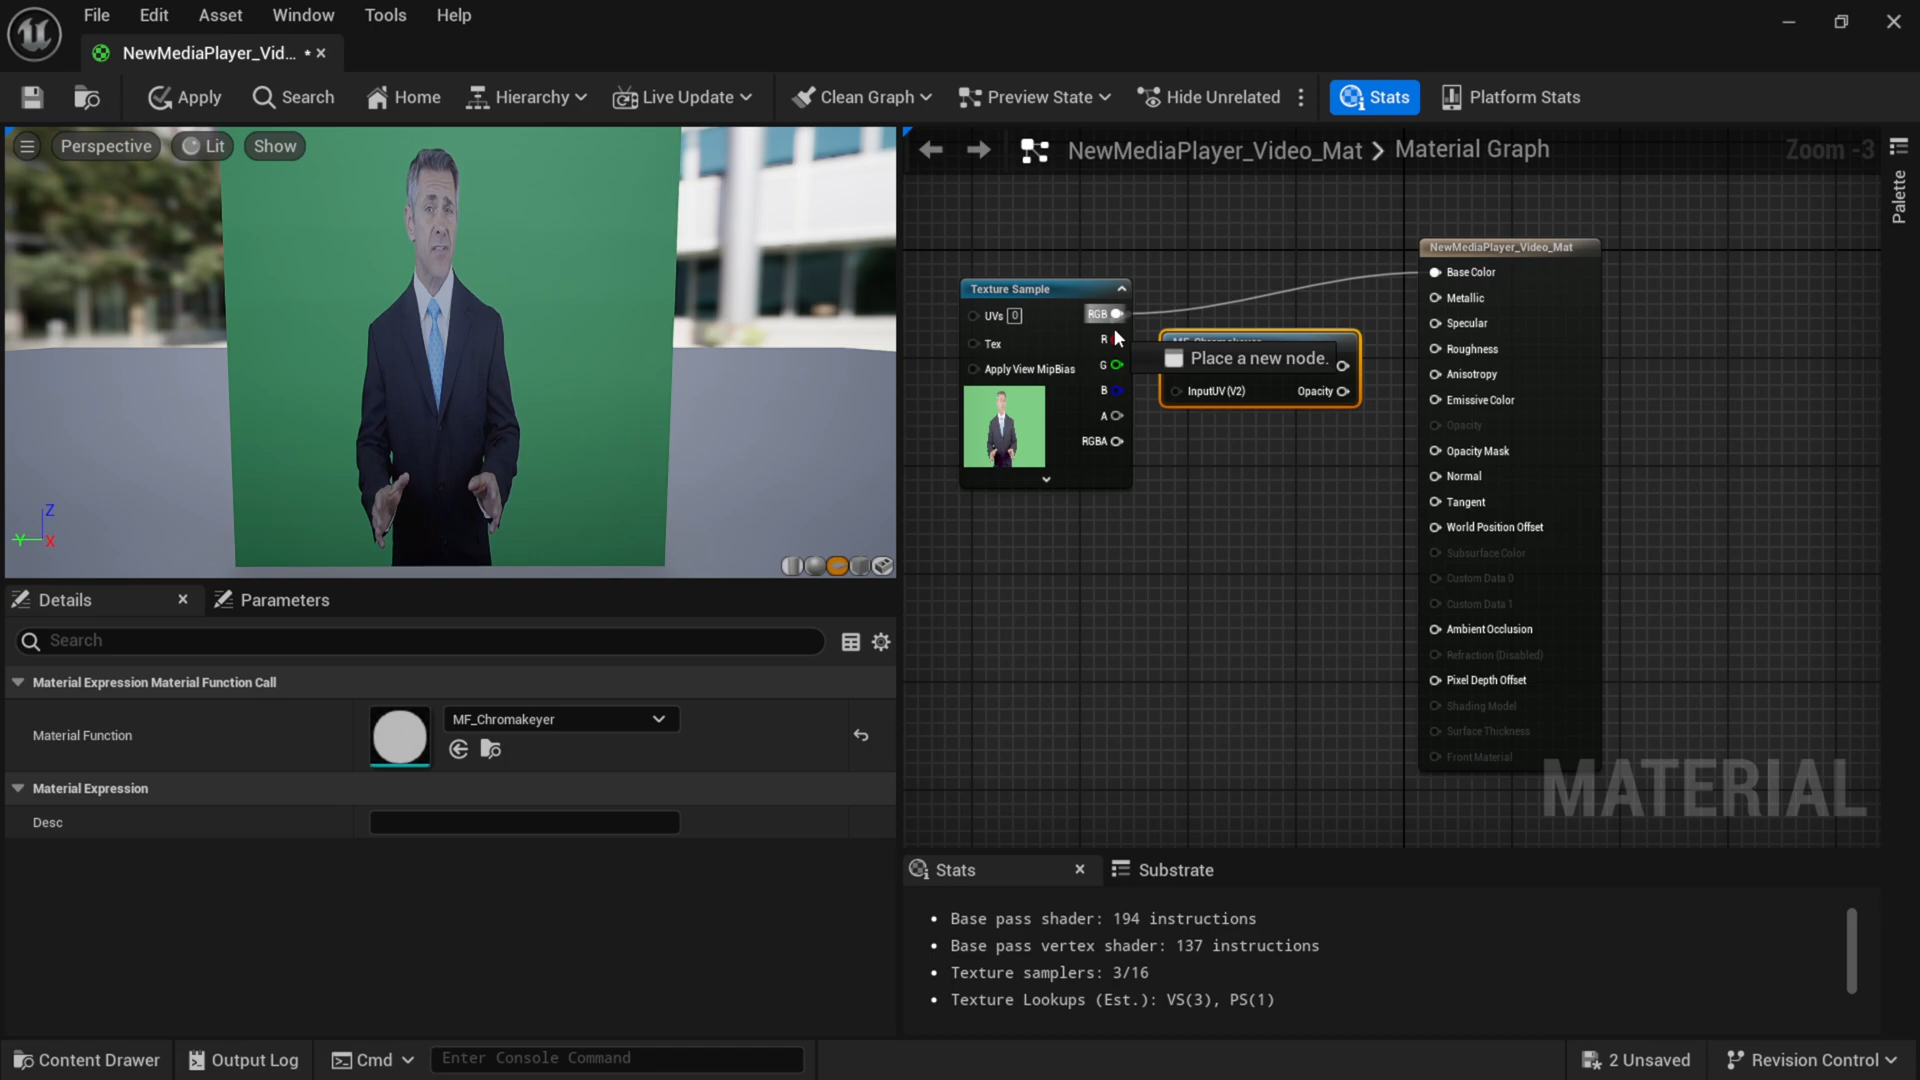 File Edit Asset Window Tools Help
NewMediaPlayer_Vid... •
Apply Search Home Hierarchy Live Update Clean Graph Preview State Hide Unrelated Stats Platform Stats
Perspective Lit Show
NewMediaPlayer_Video_Mat > Material Graph
Zoom -3
Palette
Texture Sample
UVs 0
RGB
Tex
R
Apply View MipBias
G
B
A
RGBA
Place a new node.
InputUV (V2)
Opacity
NewMediaPlayer_Video_Mat
Base Color
Metallic
Specular
Roughness
Anisotropy
Emissive Color
Opacity
Opacity Mask
Normal
Tangent
World Position Offset
Subsurface Color
Custom Data 0
Custom Data 1
Ambient Occlusion
Refraction (Disabled)
Pixel Depth Offset
Shading Model
Surface Thickness
Front Material
MATERIAL
Z
Y X
Details Parameters
Search
Material Expression Material Function Call
Material Function
MF_Chromakeyer
Material Expression
Desc
Stats Substrate
• Base pass shader: 194 instructions
• Base pass vertex shader: 137 instructions
• Texture samplers: 3/16
• Texture Lookups (Est.): VS(3), PS(1)
Content Drawer Output Log Cmd Enter Console Command 2 Unsaved Revision Control